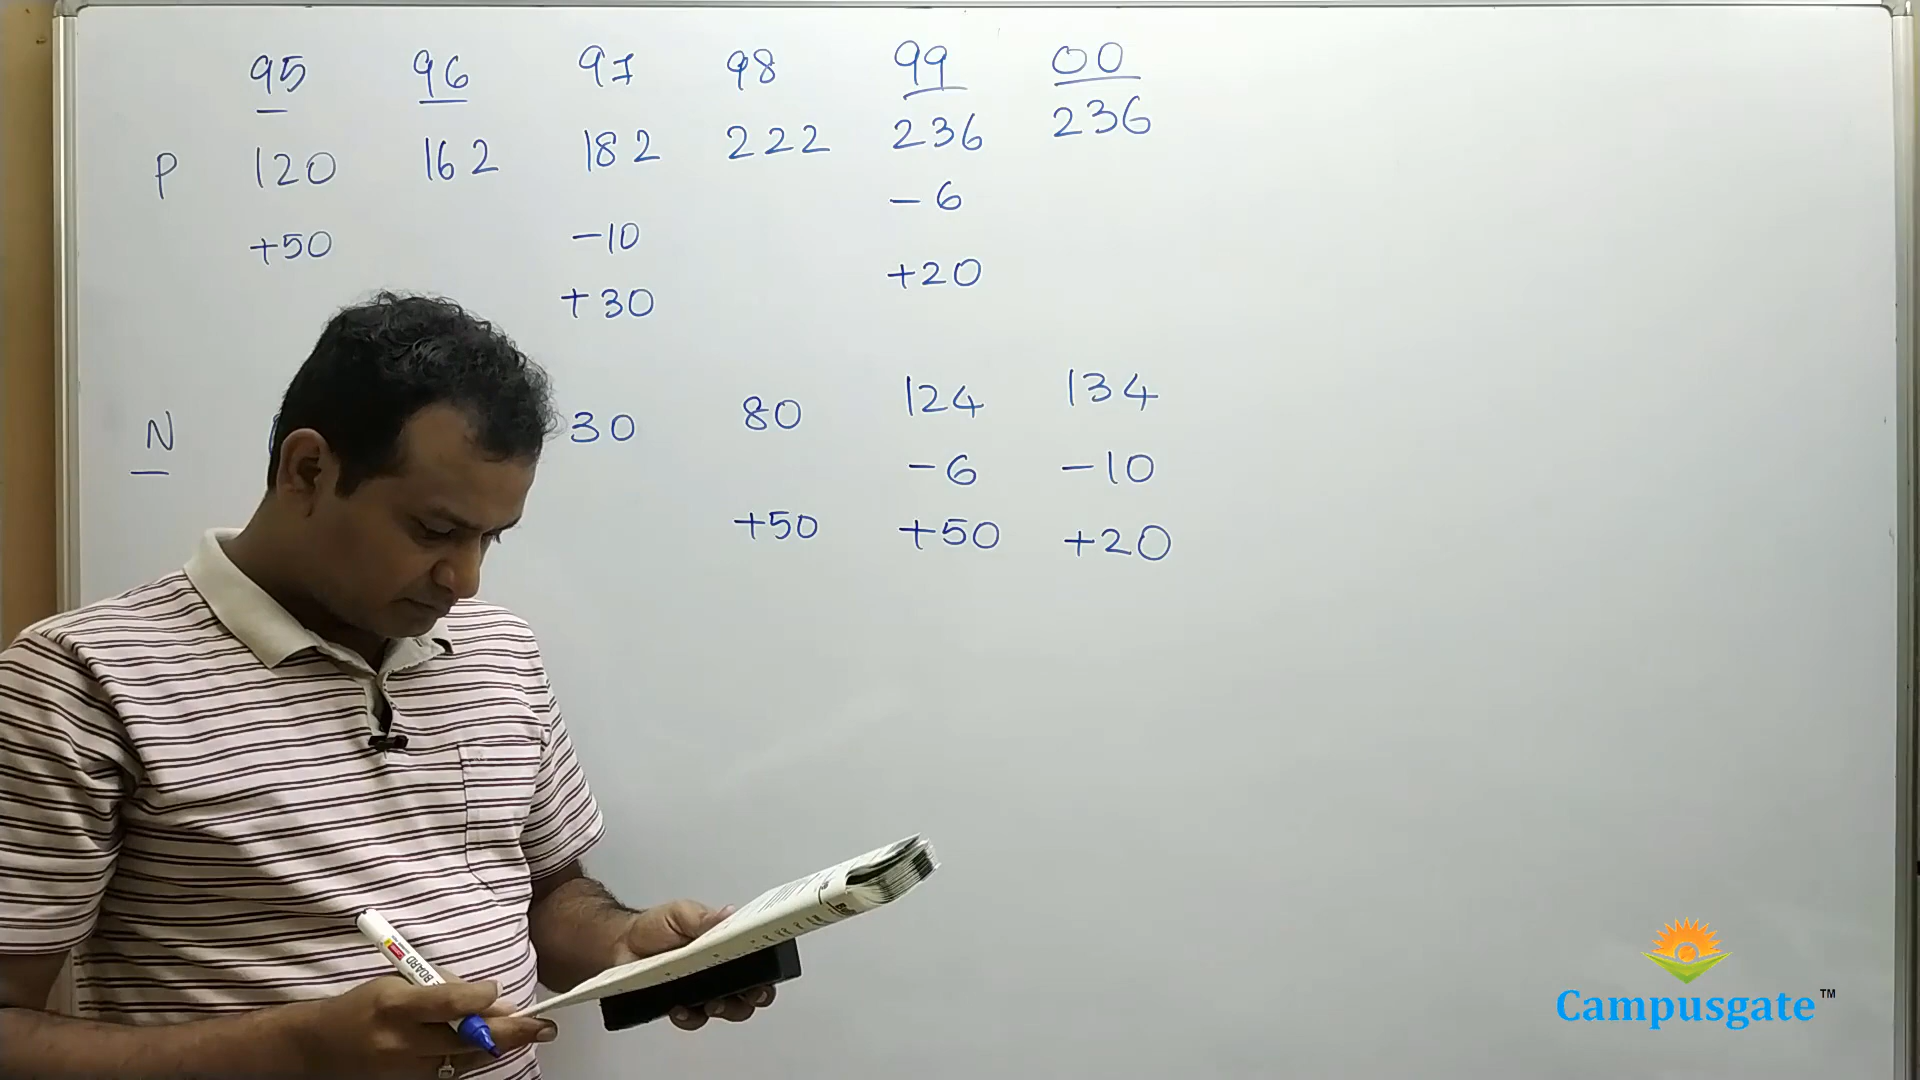 95 96 97 98 99 00
P 120 162 182 222 236 236
-6
+50 -10 +20
+30
N 30 80 124 134
-6 -10
+50 +50 +20
BOARD
Campusgate™